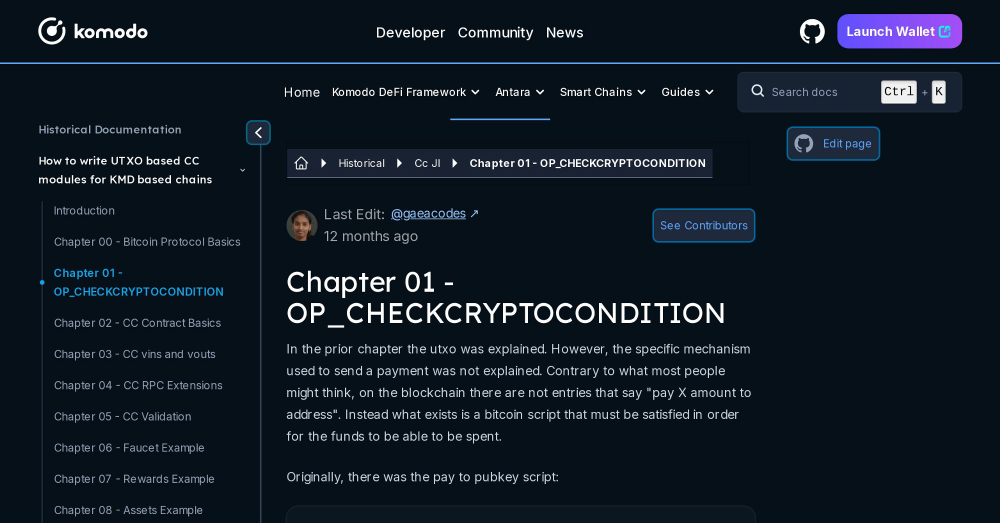 komodo
Developer Community News
Launch Wallet
Home Komodo DeFi Framework Antara Smart Chains Guides
Search docs Ctrl + K
Historical Documentation
How to write UTXO based CC
modules for KMD based chains
Introduction
Chapter 00 - Bitcoin Protocol Basics
Chapter 01 -
OP_CHECKCRYPTOCONDITION
Chapter 02 - CC Contract Basics
Chapter 03 - CC vins and vouts
Chapter 04 - CC RPC Extensions
Chapter 05 - CC Validation
Chapter 06 - Faucet Example
Chapter 07 - Rewards Example
Chapter 08 - Assets Example
Historical Cc Jl Chapter 01 - OP_CHECKCRYPTOCONDITION
Edit page
Last Edit: @gaeacodes ↗
12 months ago
See Contributors
Chapter 01 -
OP_CHECKCRYPTOCONDITION
In the prior chapter the utxo was explained. However, the specific mechanism
used to send a payment was not explained. Contrary to what most people
might think, on the blockchain there are not entries that say "pay X amount to
address". Instead what exists is a bitcoin script that must be satisfied in order
for the funds to be able to be spent.
Originally, there was the pay to pubkey script: